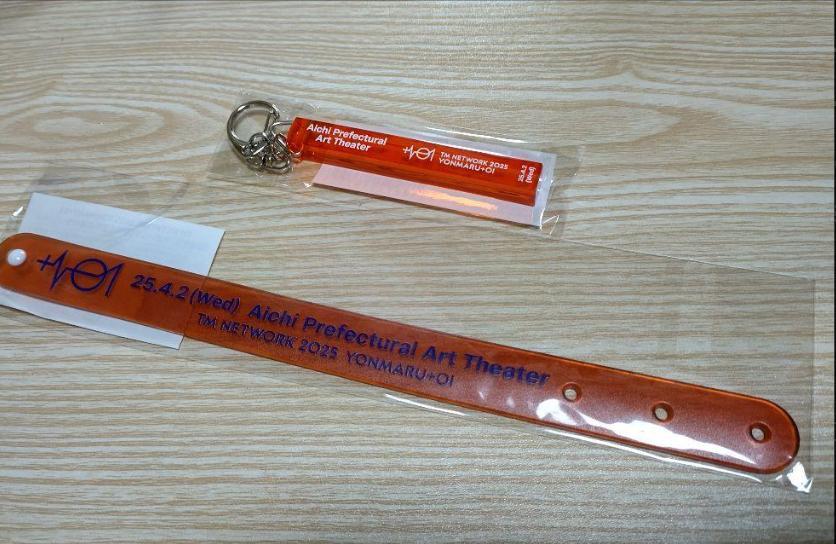 Aichi Prefectural
Art Theater
TM NETWORK 2025
YONMARU+01
25.4.2
(Wed)
25.4.2(Wed) Aichi Prefectural Art Theater
TM NETWORK 2025 YONMARU+01